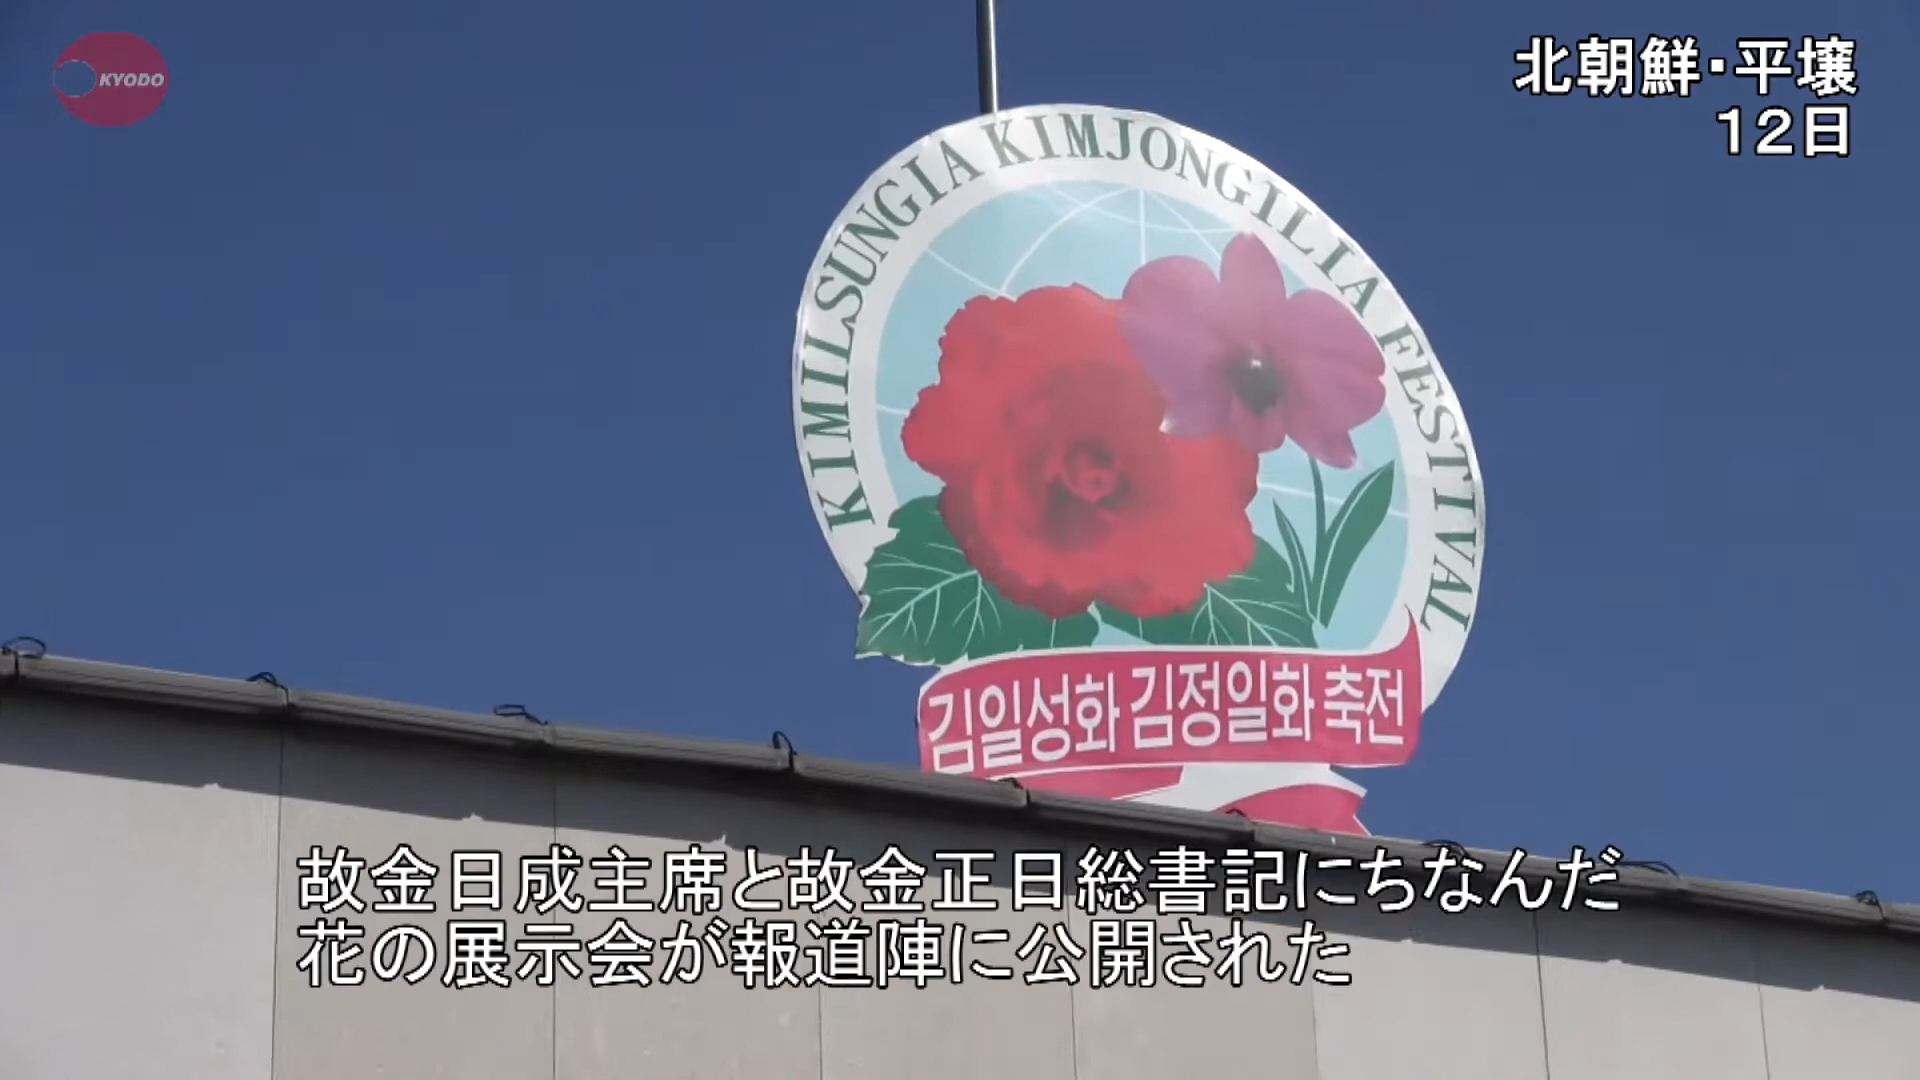 KYODO
北朝鮮・平壌
12日
KIMILSUNGIA KIMJONGILIA FESTIVAL
김일성화 김정일화 축전
故金日成主席と故金正日総書記にちなんだ
花の展示会が報道陣に公開された